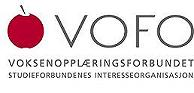 VOFO
VOKSENOPPLÆRINGSFORBUNDET
STUDIEFORBUNDENES INTERESSEORGANISASJON